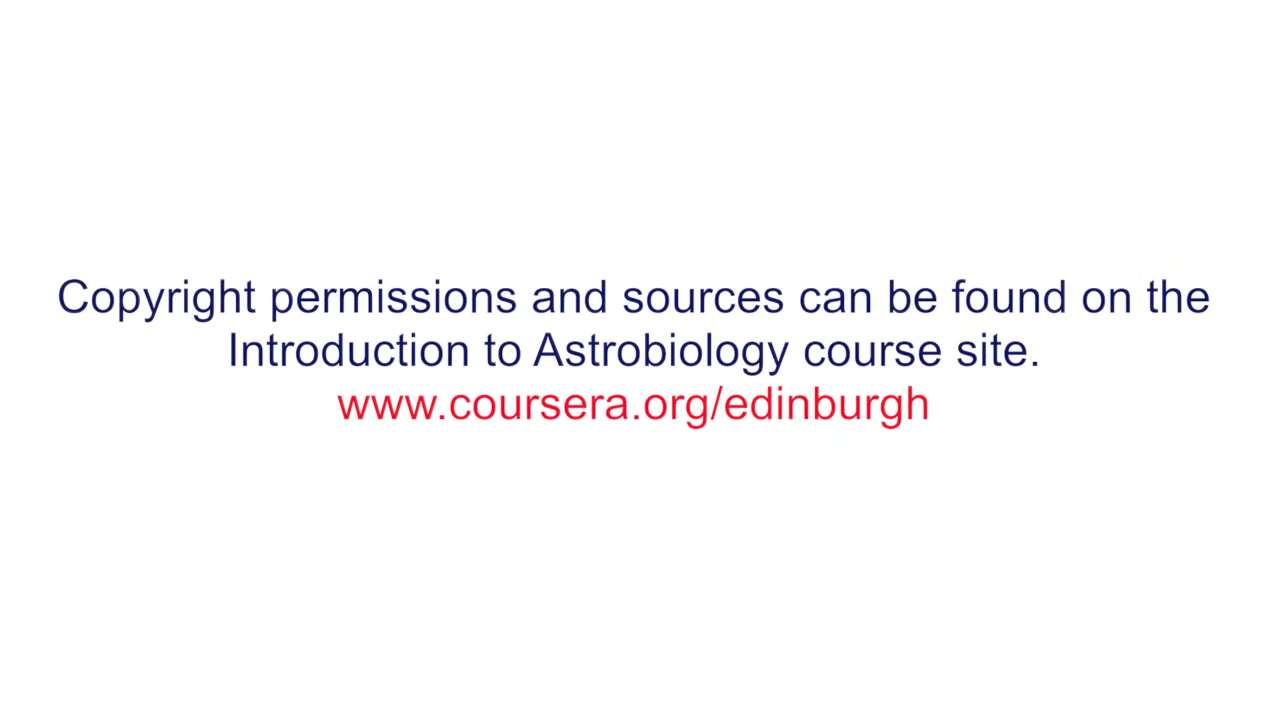 Copyright permissions and sources can be found on the
Introduction to Astrobiology course site.
www.coursera.org/edinburgh